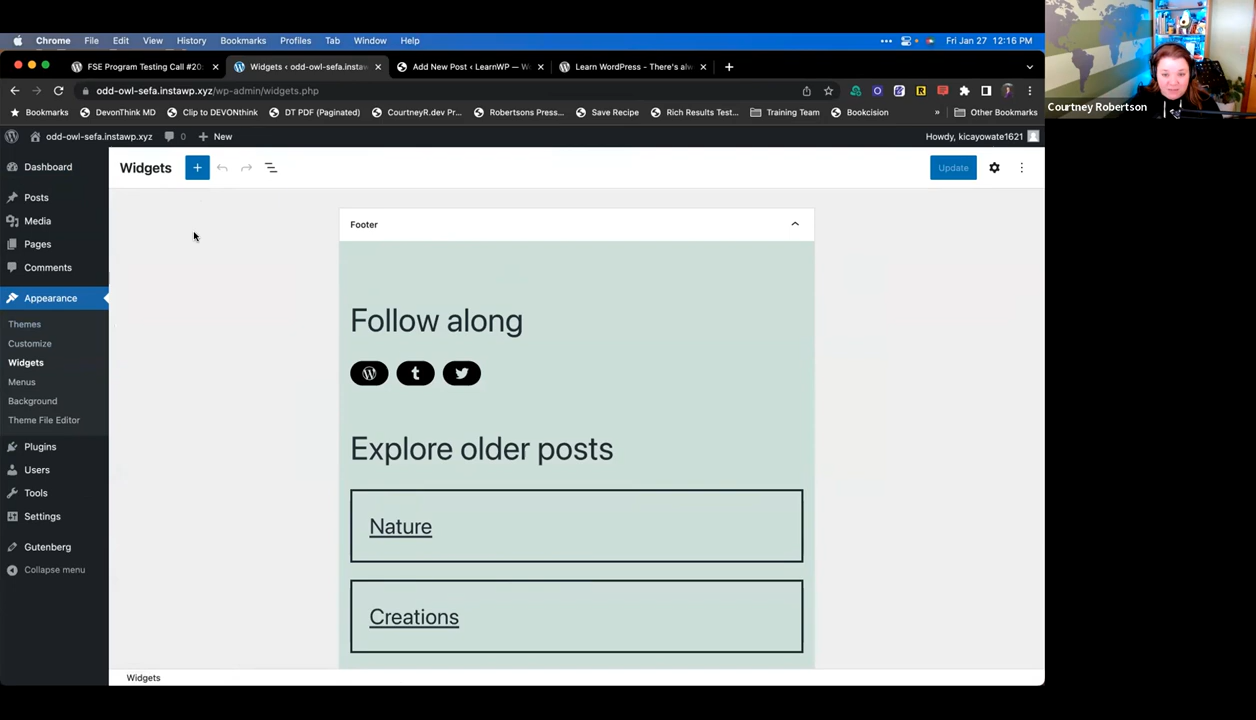 Chrome File Edit View History Bookmarks Profiles Tab Window Help Fri Jan 27 12:16 PM
FSE Program Testing Call #20: Widgets ‹ odd-owl-sefa.instaw Add New Post ‹ LearnWP — W Learn WordPress - There's alw
odd-owl-sefa.instawp.xyz/wp-admin/widgets.php
Courtney Robertson
Bookmarks DevonThink MD Clip to DEVONthink DT PDF (Paginated) CourtneyR.dev Pr... Robertsons Press... Save Recipe Rich Results Test... Training Team Bookcision » Other Bookmarks
odd-owl-sefa.instawp.xyz 0 New Howdy, kicayowate1621
Dashboard
Widgets
Update
Posts
Media
Pages
Comments
Appearance
Themes
Customize
Widgets
Menus
Background
Theme File Editor
Plugins
Users
Tools
Settings
Gutenberg
Collapse menu
Footer
Follow along
Explore older posts
Nature
Creations
Widgets